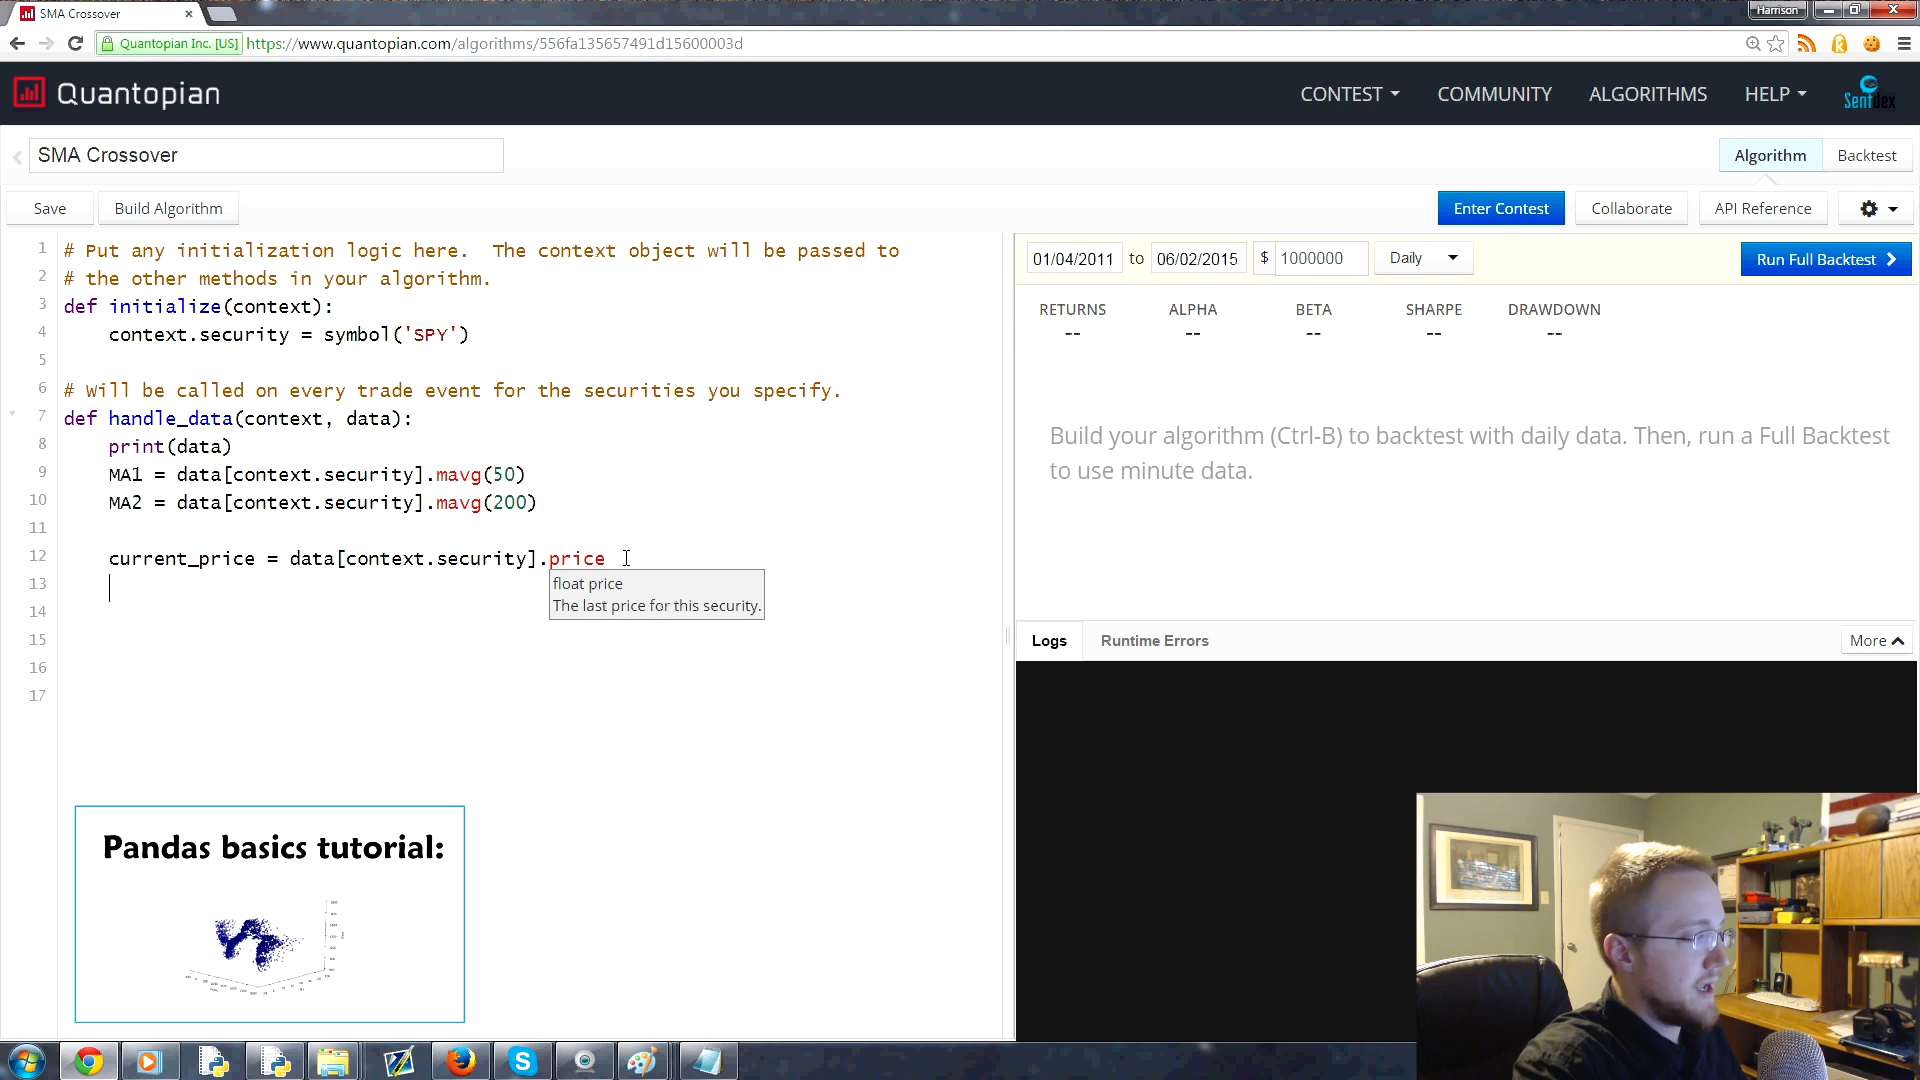 SMA Crossover
Harrison
Quantopian Inc. [US] https://www.quantopian.com/algorithms/556fa135657491d15600003d
Quantopian
CONTEST COMMUNITY ALGORITHMS HELP
Sentdex
SMA Crossover
Algorithm Backtest
Save Build Algorithm
Enter Contest Collaborate API Reference
1 # Put any initialization logic here.  The context object will be passed to
2 # the other methods in your algorithm.
3 def initialize(context):
4     context.security = symbol('SPY')
5
6 # Will be called on every trade event for the securities you specify.
7 def handle_data(context, data):
8     print(data)
9     MA1 = data[context.security].mavg(50)
10     MA2 = data[context.security].mavg(200)
11
12     current_price = data[context.security].price
13
14
15
16
17
float price
The last price for this security.
01/04/2011 to 06/02/2015 $ 1000000 Daily
Run Full Backtest
RETURNS ALPHA BETA SHARPE DRAWDOWN
-- -- -- -- --
Build your algorithm (Ctrl-B) to backtest with daily data. Then, run a Full Backtest
to use minute data.
Logs Runtime Errors More
Pandas basics tutorial: